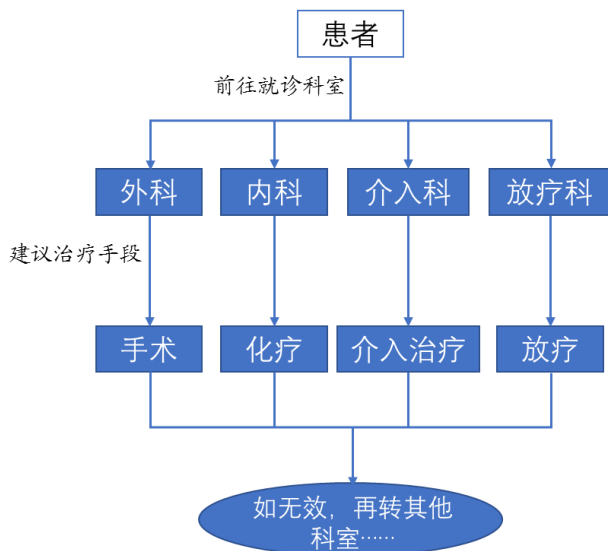 患者
前往就诊科室
外科
内科
介入科
放疗科
建议治疗手段
手术
化疗
介入治疗
放疗
如无效，再转其他
科室……